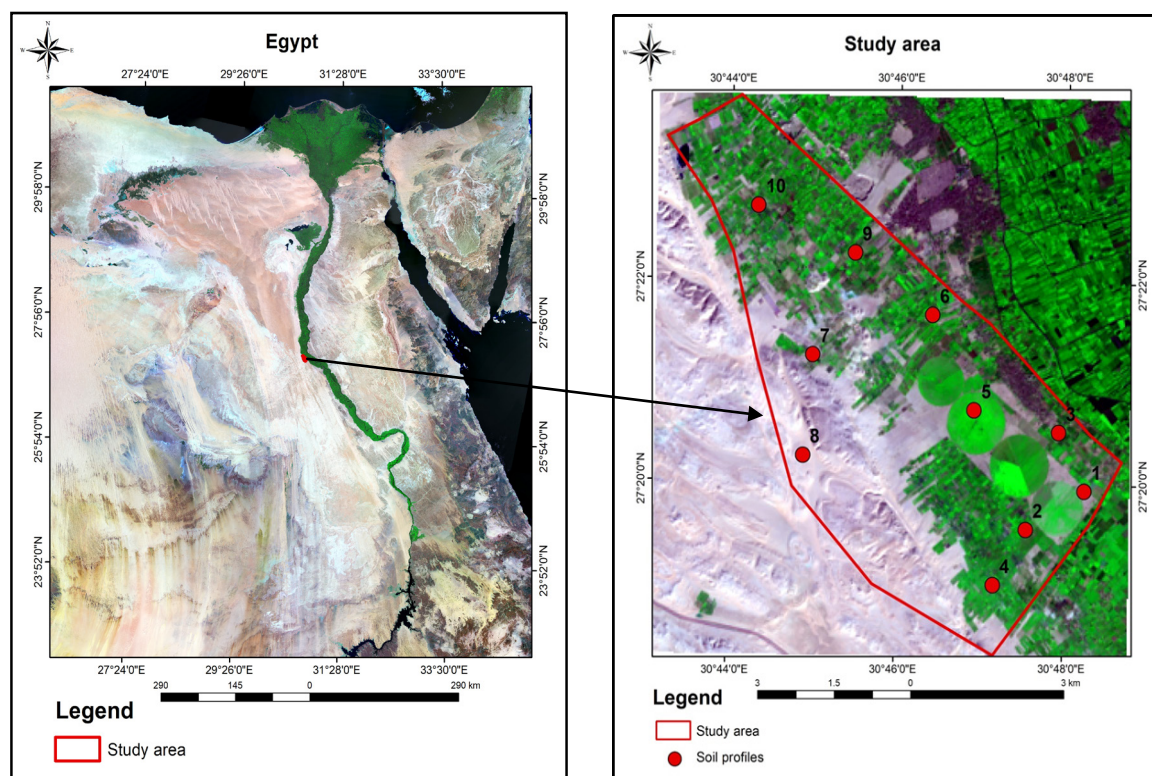 Egypt
N
W E
S
27°24'0"E 29°26'0"E 31°28'0"E 33°30'0"E
29°58'0"N
27°56'0"N
25°54'0"N
23°52'0"N
29°58'0"N
27°56'0"N
25°54'0"N
23°52'0"N
27°24'0"E 29°26'0"E 31°28'0"E 33°30'0"E
290 145 0 290 km
Legend
Study area
Study area
N
W E
S
30°44'0"E 30°46'0"E 30°48'0"E
27°22'0"N
27°20'0"N
10
9
6
7
5
3
8
1
2
4
27°22'0"N
27°20'0"N
30°44'0"E 30°46'0"E 30°48'0"E
3 1.5 0 3 km
Legend
Study area
Soil profiles